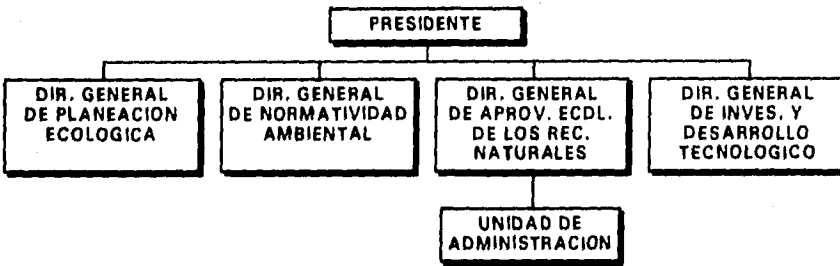 PRESIDENTE
DIR. GENERAL
DE PLANEACION
ECOLOGICA
DIR. GENERAL
DE NORMATIVIDAD
AMBIENTAL
DIR. GENERAL
DE APROV. ECDL.
DE LOS REC.
NATURALES
DIR. GENERAL
DE INVES. Y
DESARROLLO
TECNOLOGICO
UNIDAD DE
ADMINISTRACION